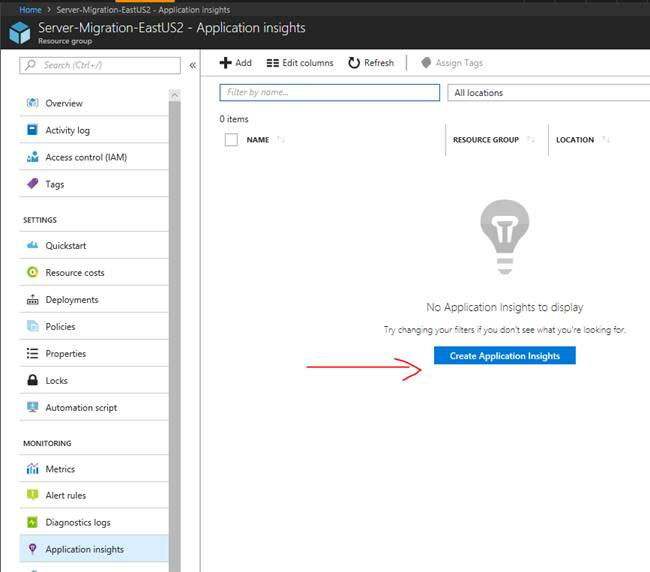 Home > Server-Migration-EastUS2 - Application insights
Server-Migration-EastUS2 - Application insights
Resource group
Search (Ctrl+/)
«
Overview
Activity log
Access control (IAM)
Tags
SETTINGS
Quickstart
Resource costs
Deployments
Policies
Properties
Locks
Automation script
MONITORING
Metrics
Alert rules
Diagnostics logs
Application insights
Add Edit columns Refresh Assign Tags
Filter by name... All locations
0 items
NAME RESOURCE GROUP LOCATION
No Application Insights to display
Try changing your filters if you don't see what you're looking for.
Create Application Insights